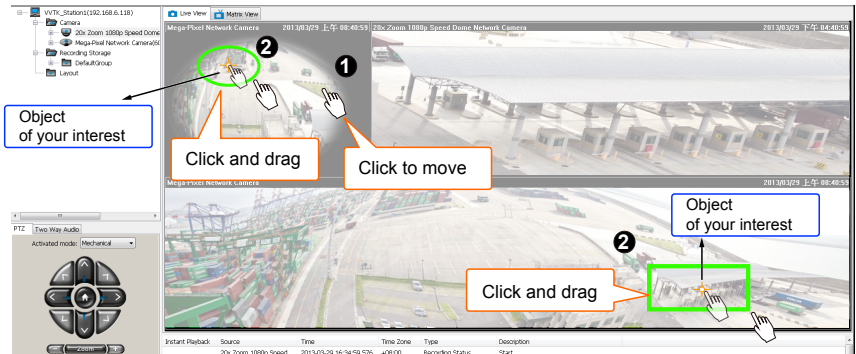 VVTK_Station1(192.168.6.118)
Camera
20x Zoom 1080p Speed Dome
Mega-Pixel Network Camera(60
Recording Storage
DefaultGroup
Layout
Live View
Matrix View
Mega-Pixel Network Camera
2013/03/29 上午 08:40:59
20x Zoom 1080p Speed Dome Network Camera
2013/03/29 下午 04:40:59
2
1
Object
of your interest
Click and drag
Click to move
Mega-Pixel Network Camera
2013/03/29 上午 08:40:59
Object
of your interest
2
Click and drag
PTZ
Two Way Audio
Activated mode: Mechanical
Zoom
Instant Playback Source Time Time Zone Type Description
20x Zoom 1080p Speed 2013-03-29 16:34:59.576 +08:00 Recording Status Start